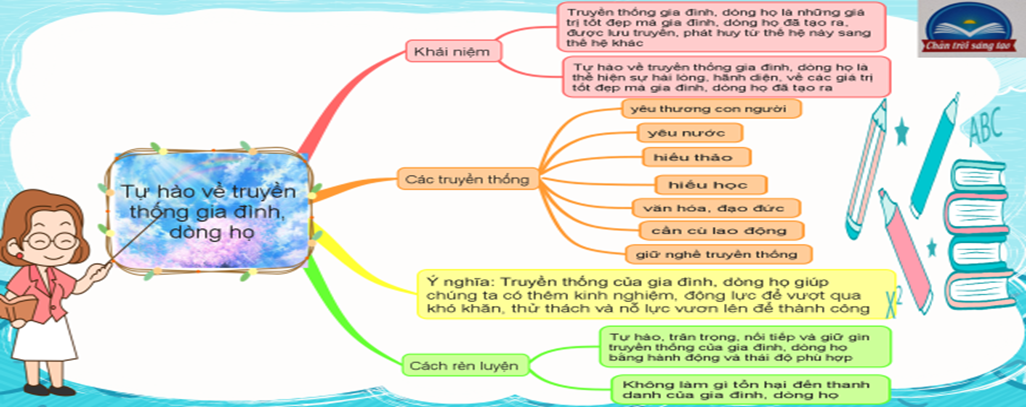 Tự hào về truyền
thống gia đình,
dòng họ
Khái niệm
Truyền thống gia đình, dòng họ là những giá
trị tốt đẹp mà gia đình, dòng họ đã tạo ra,
được lưu truyền, phát huy từ thế hệ này sang
thế hệ khác
Tự hào về truyền thống gia đình, dòng họ là
thể hiện sự hài lòng, hãnh diện, về các giá trị
tốt đẹp mà gia đình, dòng họ đã tạo ra
Các truyền thống
yêu thương con người
yêu nước
hiếu thảo
hiếu học
văn hóa, đạo đức
cần cù lao động
giữ nghề truyền thống
Ý nghĩa: Truyền thống của gia đình, dòng họ giúp
chúng ta có thêm kinh nghiệm, động lực để vượt qua
khó khăn, thử thách và nỗ lực vươn lên để thành công
Cách rèn luyện
Tự hào, trân trọng, nối tiếp và giữ gìn
truyền thống của gia đình, dòng họ
bằng hành động và thái độ phù hợp
Không làm gì tổn hại đến thanh
danh của gia đình, dòng họ
Chân trời sáng tạo
ABC
X²